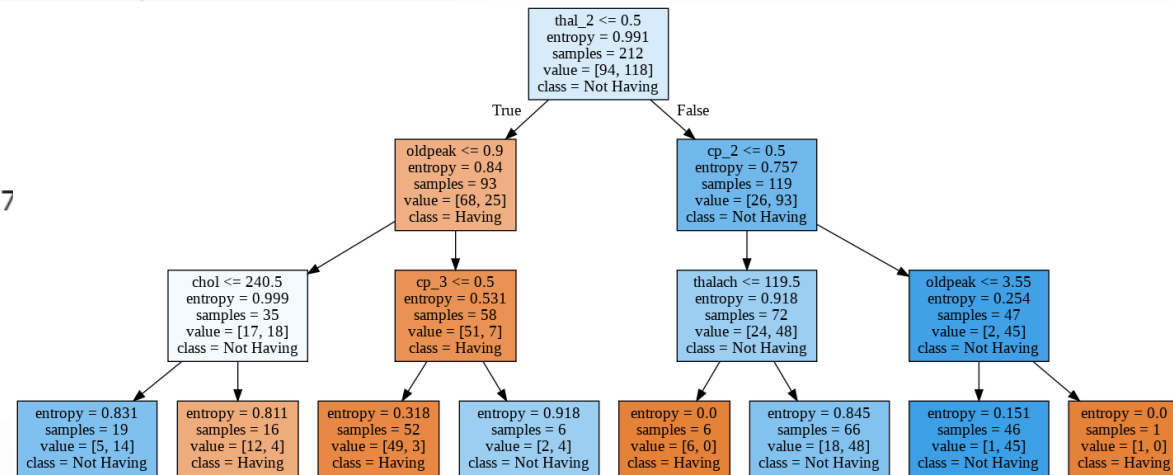 thal_2 <= 0.5
entropy = 0.991
samples = 212
value = [94, 118]
class = Not Having
True
False
oldpeak <= 0.9
entropy = 0.84
samples = 93
value = [68, 25]
class = Having
cp_2 <= 0.5
entropy = 0.757
samples = 119
value = [26, 93]
class = Not Having
7
chol <= 240.5
entropy = 0.999
samples = 35
value = [17, 18]
class = Not Having
cp_3 <= 0.5
entropy = 0.531
samples = 58
value = [51, 7]
class = Having
thalach <= 119.5
entropy = 0.918
samples = 72
value = [24, 48]
class = Not Having
oldpeak <= 3.55
entropy = 0.254
samples = 47
value = [2, 45]
class = Not Having
entropy = 0.831
samples = 19
value = [5, 14]
class = Not Having
entropy = 0.811
samples = 16
value = [12, 4]
class = Having
entropy = 0.318
samples = 52
value = [49, 3]
class = Having
entropy = 0.918
samples = 6
value = [2, 4]
class = Not Having
entropy = 0.0
samples = 6
value = [6, 0]
class = Having
entropy = 0.845
samples = 66
value = [18, 48]
class = Not Having
entropy = 0.151
samples = 46
value = [1, 45]
class = Not Having
entropy = 0.0
samples = 1
value = [1, 0]
class = Having